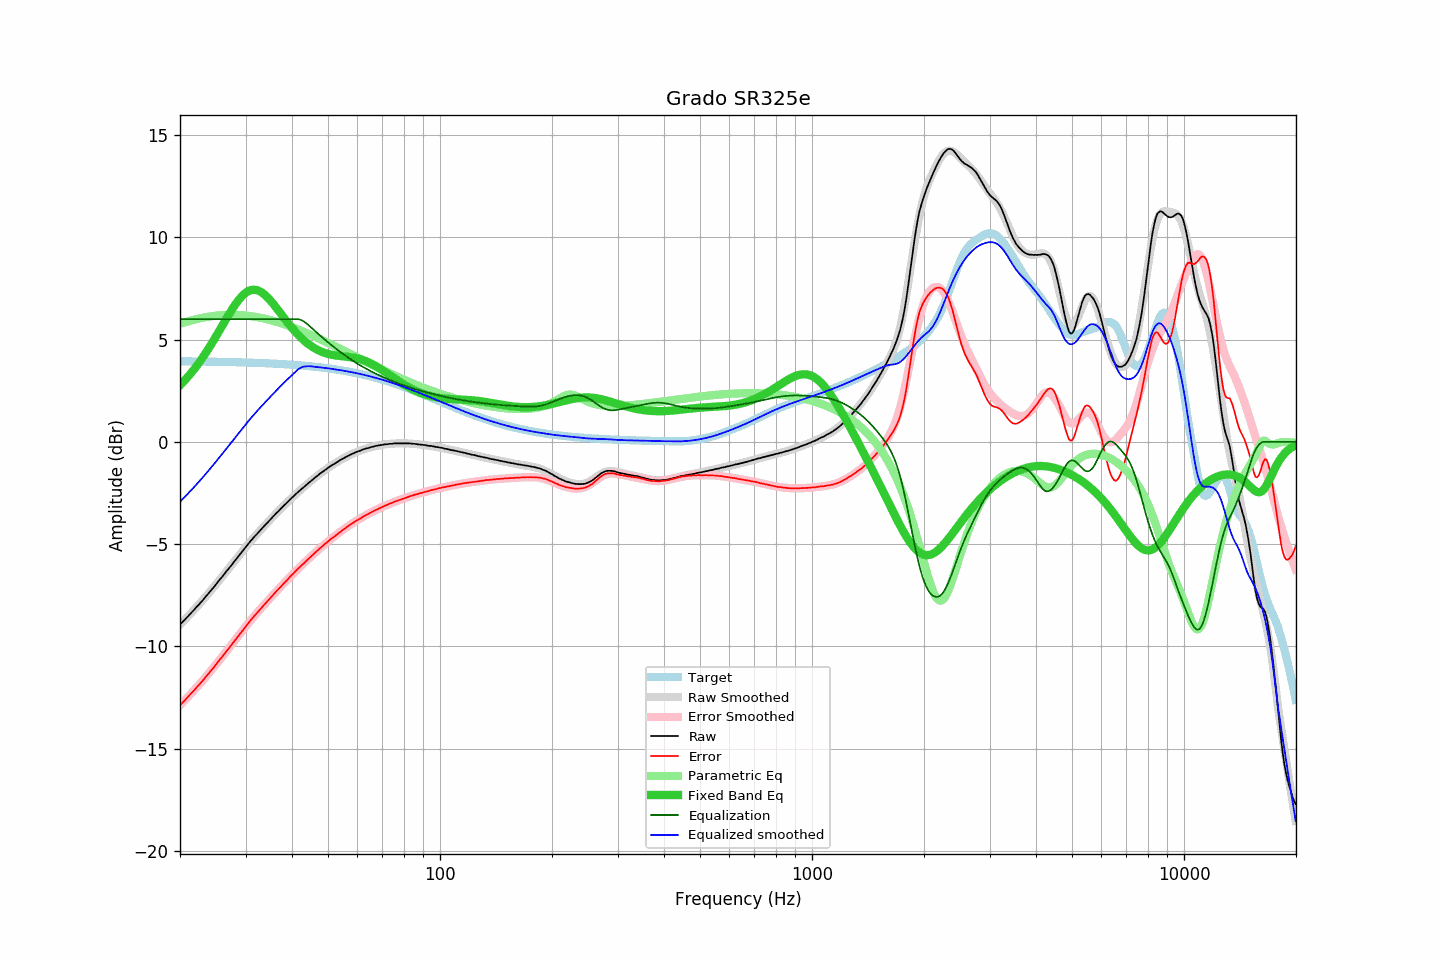 Grado SR325e
Amplitude (dBr)
15
10
5
0
−5
−10
−15
−20
Target
Raw Smoothed
Error Smoothed
Raw
Error
Parametric Eq
Fixed Band Eq
Equalization
Equalized smoothed
100
1000
10000
Frequency (Hz)